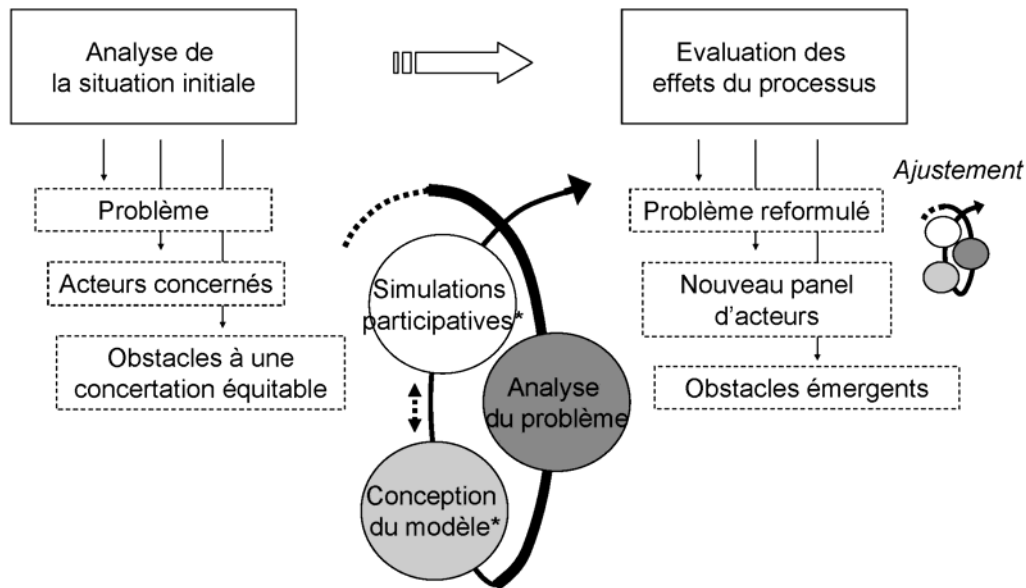 Analyse de
la situation initiale
Evaluation des
effets du processus
Problème
Acteurs concernés
Obstacles à une
concertation équitable
Simulations
participatives*
Analyse
du problème
Conception
du modèle*
Problème reformulé
Nouveau panel
d'acteurs
Obstacles émergents
Ajustement